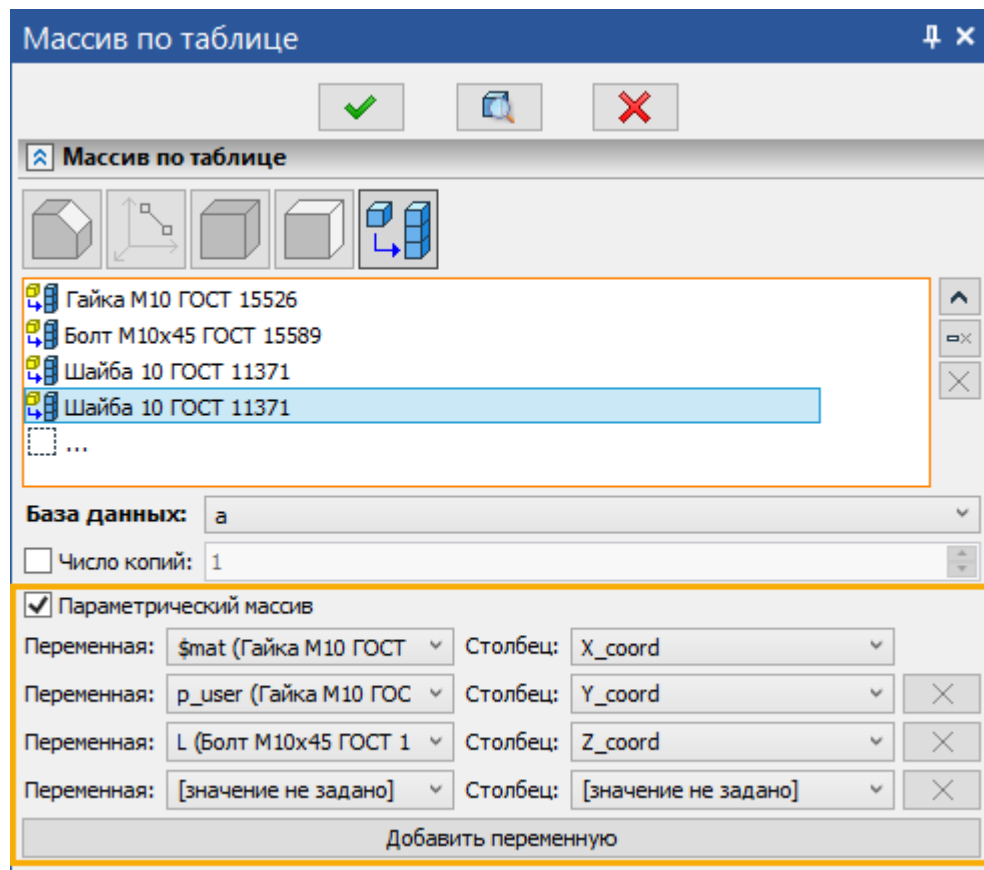 Массив по таблице
Массив по таблице
Гайка М10 ГОСТ 15526
Болт М10х45 ГОСТ 15589
Шайба 10 ГОСТ 11371
Шайба 10 ГОСТ 11371
...
База данных: a
Число копий: 1
Параметрический массив
Переменная: $mat (Гайка М10 ГОСТ Столбец: X_coord
Переменная: p_user (Гайка М10 ГОС Столбец: Y_coord
Переменная: L (Болт М10х45 ГОСТ 1 Столбец: Z_coord
Переменная: [значение не задано] Столбец: [значение не задано]
Добавить переменную